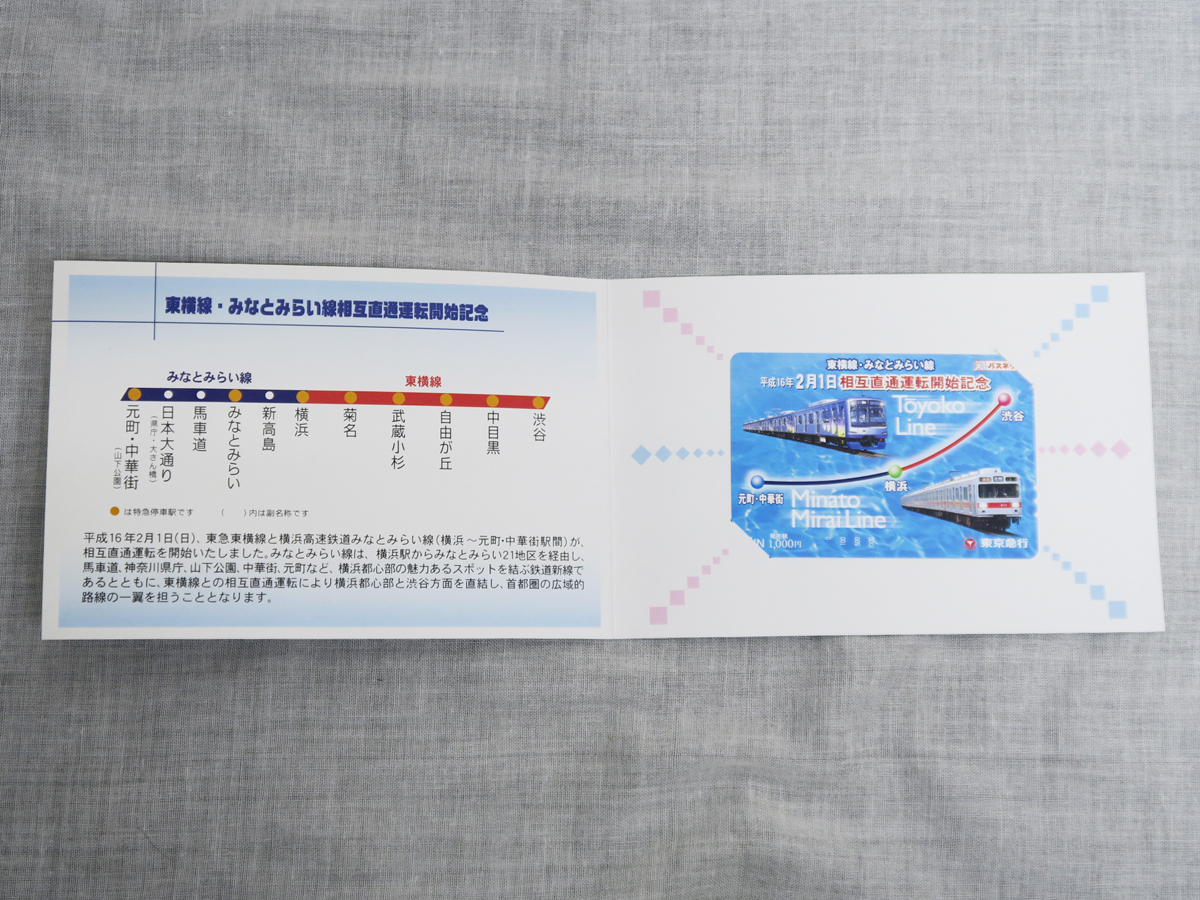 東横線・みなとみらい線相互直通運転開始記念
みなとみらい線
東横線
元町・中華街
(山下公園)
日本大通り
(県庁・大さん橋)
馬車道
みなとみらい
新高島
横浜
菊名
武蔵小杉
自由が丘
中目黒
渋谷
は特急停車駅です ( )内は副名称です
平成16年2月1日(日)、東急東横線と横浜高速鉄道みなとみらい線(横浜～元町・中華街駅間)が、
相互直通運転を開始いたしました。みなとみらい線は、横浜駅からみなとみらい21地区を経由し、
馬車道、神奈川県庁、山下公園、中華街、元町など、横浜都心部の魅力あるスポットを結ぶ鉄道新線で
あるとともに、東横線との相互直通運転により横浜都心部と渋谷方面を直結し、首都圏の広域的
路線の一翼を担うこととなります。
東横線・みなとみらい線
パスネ
平成16年2月1日相互直通運転開始記念
Toyoko
Line
渋谷
横浜
元町・中華街
Minato
Mirai Line
発売額
1,000円
東京急行